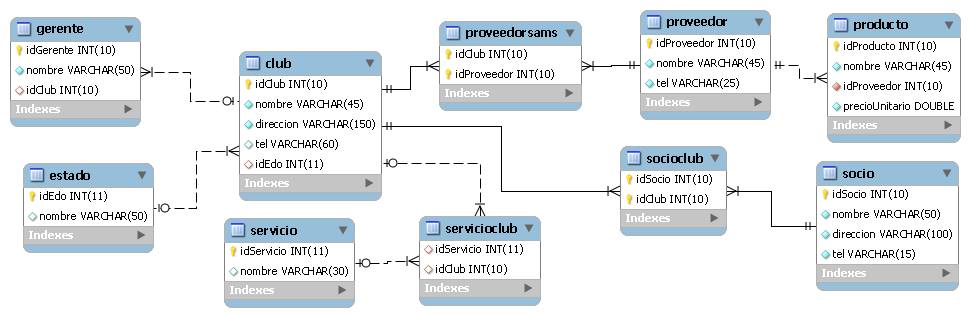 gerente
idGerente INT(10)
nombre VARCHAR(50)
idClub INT(10)
Indexes
club
idClub INT(10)
nombre VARCHAR(45)
direccion VARCHAR(150)
tel VARCHAR(60)
idEdo INT(11)
Indexes
proveedorsams
idClub INT(10)
idProveedor INT(10)
Indexes
proveedor
idProveedor INT(10)
nombre VARCHAR(45)
tel VARCHAR(25)
Indexes
producto
idProducto INT(10)
nombre VARCHAR(45)
idProveedor INT(10)
precioUnitario DOUBLE
Indexes
estado
idEdo INT(11)
nombre VARCHAR(50)
Indexes
servicio
idServicio INT(11)
nombre VARCHAR(30)
Indexes
servicioclub
idServicio INT(11)
idClub INT(10)
Indexes
socioclub
idSocio INT(10)
idClub INT(10)
Indexes
socio
idSocio INT(10)
nombre VARCHAR(50)
direccion VARCHAR(100)
tel VARCHAR(15)
Indexes